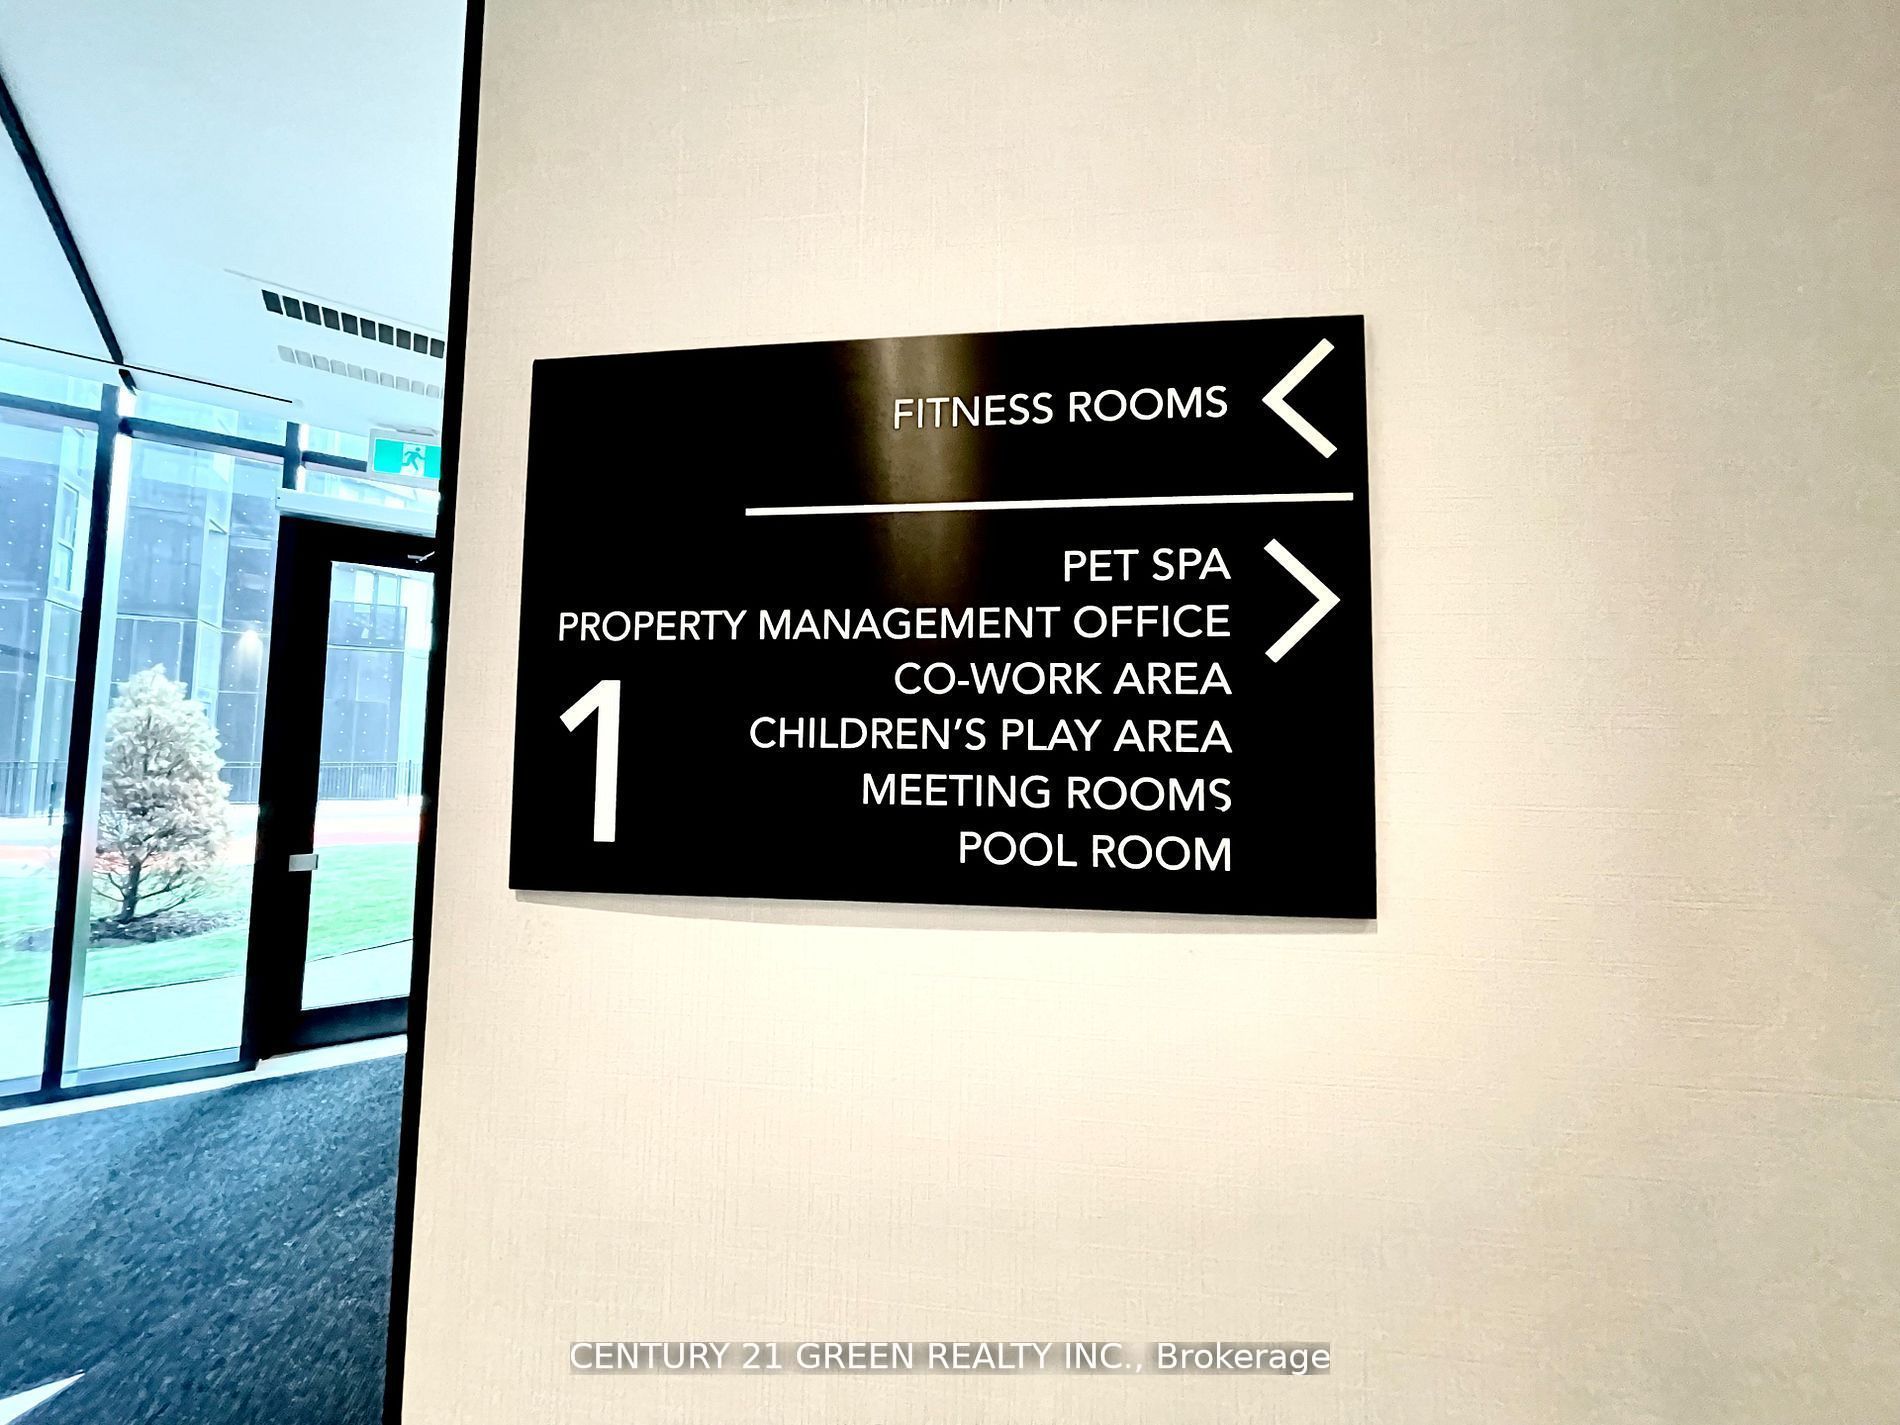 FITNESS ROOMS
PET SPA
PROPERTY MANAGEMENT OFFICE
CO-WORK AREA
CHILDREN'S PLAY AREA
MEETING ROOMS
POOL ROOM
1
CENTURY 21 GREEN REALTY INC., Brokerage